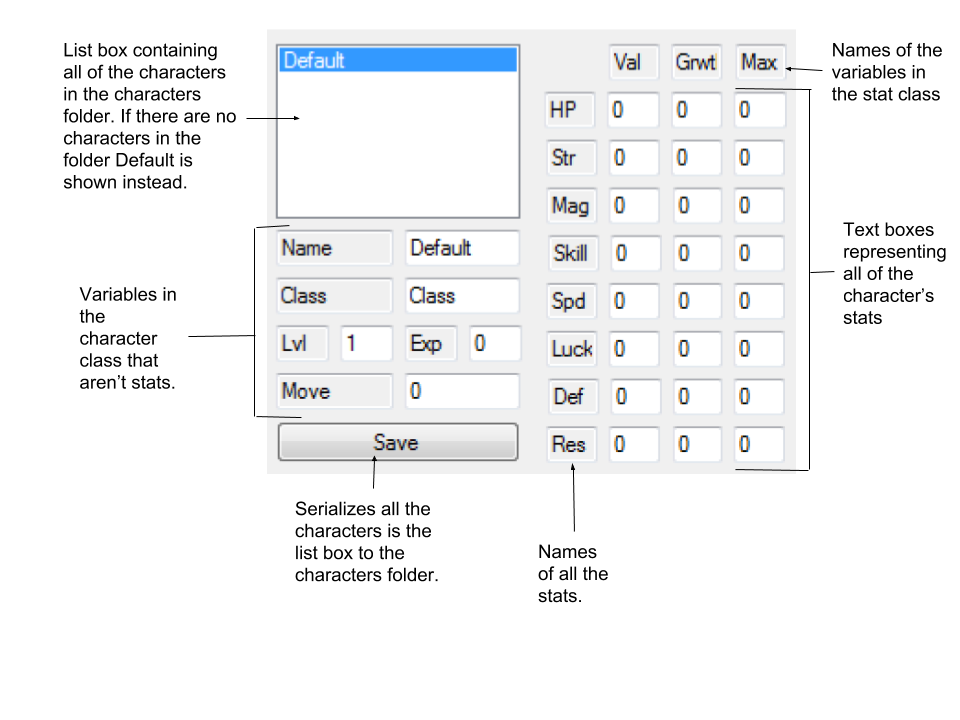 List box containing
all of the characters
in the characters
folder. If there are no
characters in the
folder Default is
shown instead.
Default
Val Grwtl Max
Names of the
variables in
the stat class
HP 0 0 0
Str 0 0 0
Mag 0 0 0
Skill 0 0 0
Spd 0 0 0
Luck 0 0 0
Def 0 0 0
Res 0 0 0
Text boxes
representing
all of the
character’s
stats
Name Default
Class Class
Lvl 1 Exp 0
Move 0
Save
Variables in
the
character
class that
aren’t stats.
Serializes all the
characters is the
list box to the
characters folder.
Names
of all the
stats.